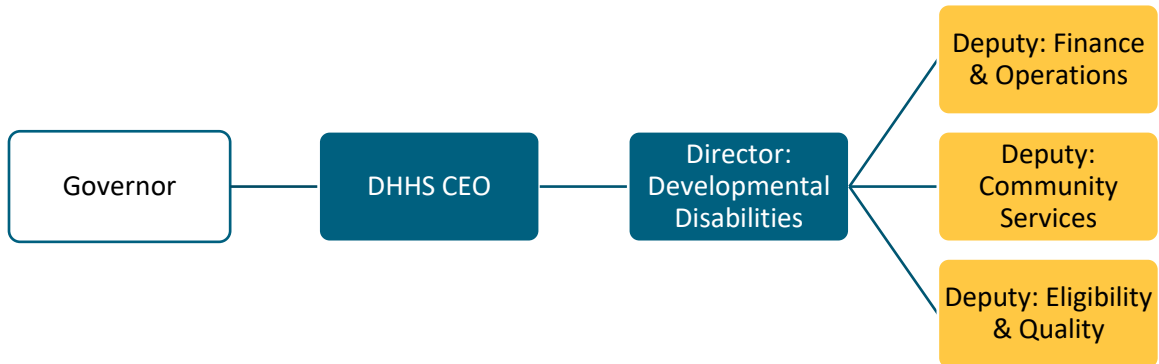 Governor
DHHS CEO
Director:
Developmental
Disabilities
Deputy: Finance
& Operations
Deputy:
Community
Services
Deputy: Eligibility
& Quality